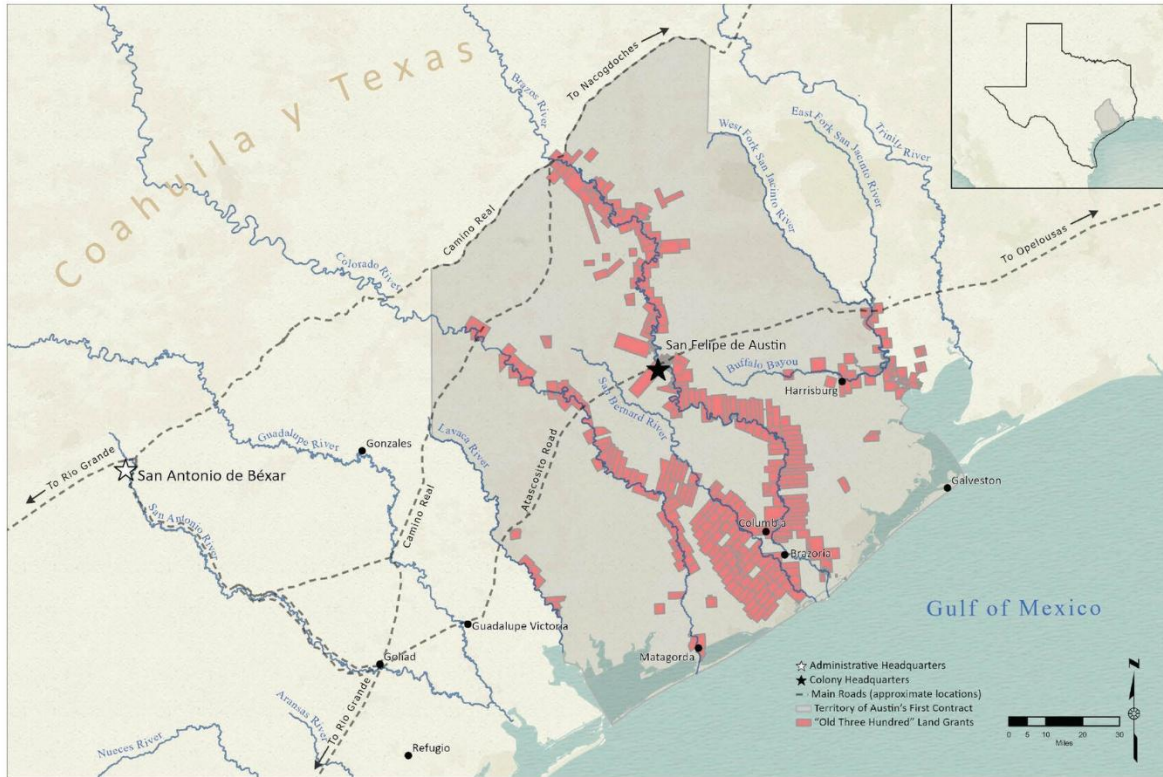 Coahuila y Texas
To Nacogdoches
Brazos River
West Fork San Jacinto River
East Fork San Jacinto River
Trinity River
Camino Real
To Opelousas
Colorado River
San Felipe de Austin
Buffalo Bayou
Harrisburg
San Bernard River
Guadalupe River
Gonzales
Lavaca River
Atascosito Road
To Rio Grande
San Antonio de Béxar
San Antonio River
Camino Real
Galveston
Columbia
Brazoria
Gulf of Mexico
Guadalupe Victoria
Goliad
Matagorda
To Rio Grande
Aransas River
Nueces River
Refugio
Administrative Headquarters
Colony Headquarters
Main Roads (approximate locations)
Territory of Austin's First Contract
"Old Three Hundred" Land Grants
N
0 5 10 20 30
Miles